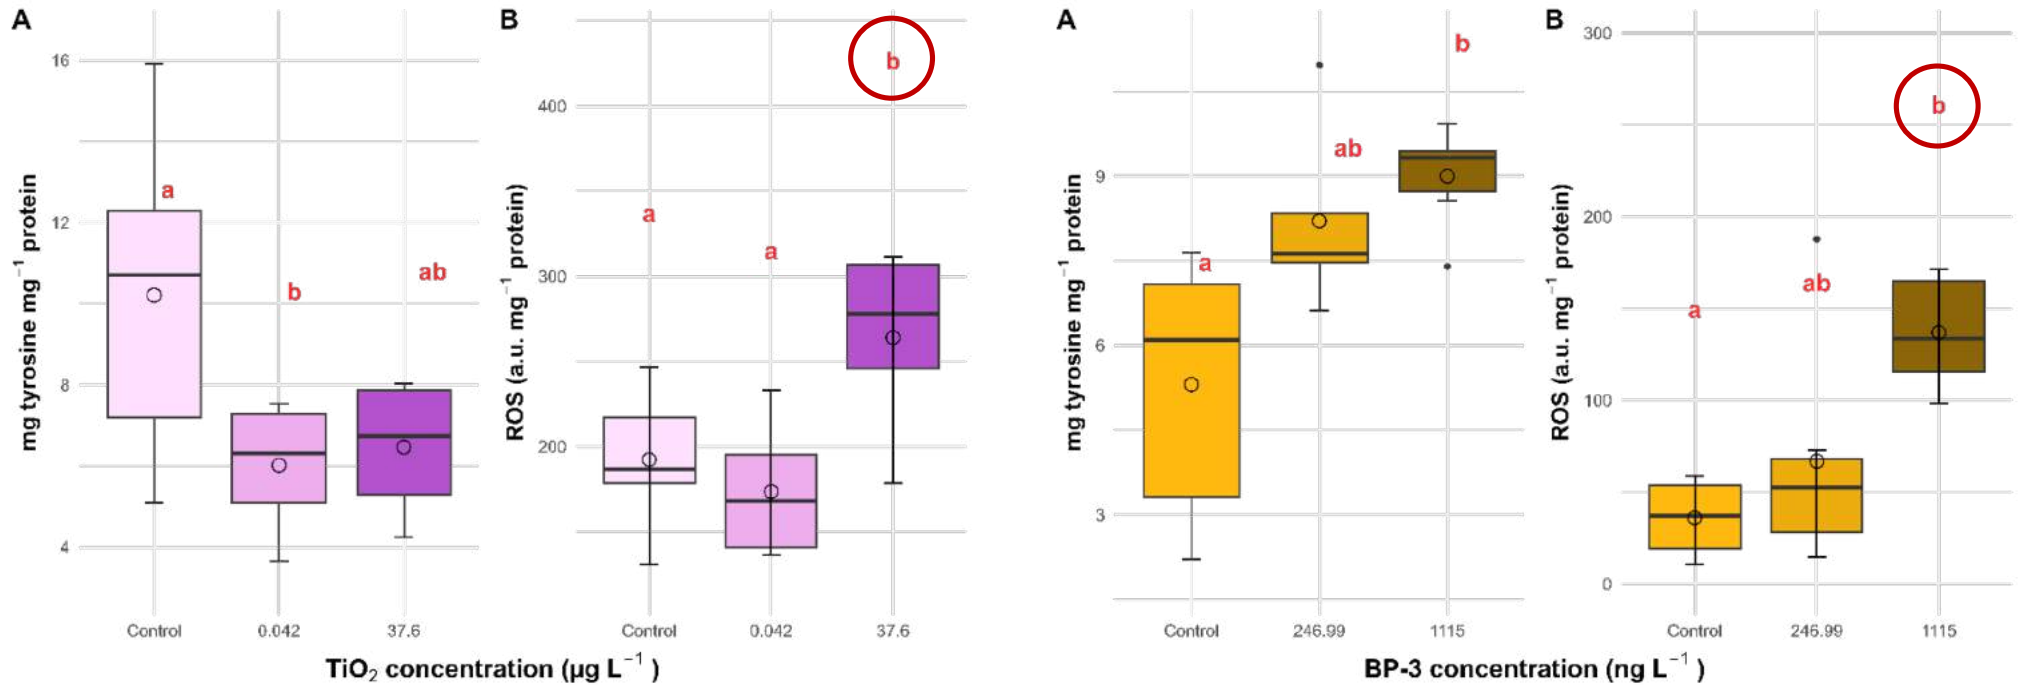 A
mg tyrosine mg⁻¹ protein
16
12
8
4
a
b
ab
Control
0.042
37.6
B
ROS (a.u. mg⁻¹ protein)
400
300
200
a
a
b
Control
0.042
37.6
TiO₂ concentration (µg L⁻¹ )
A
mg tyrosine mg⁻¹ protein
9
6
3
a
ab
b
Control
246.99
1115
B
ROS (a.u. mg⁻¹ protein)
300
200
100
0
a
ab
b
Control
246.99
1115
BP-3 concentration (ng L⁻¹ )